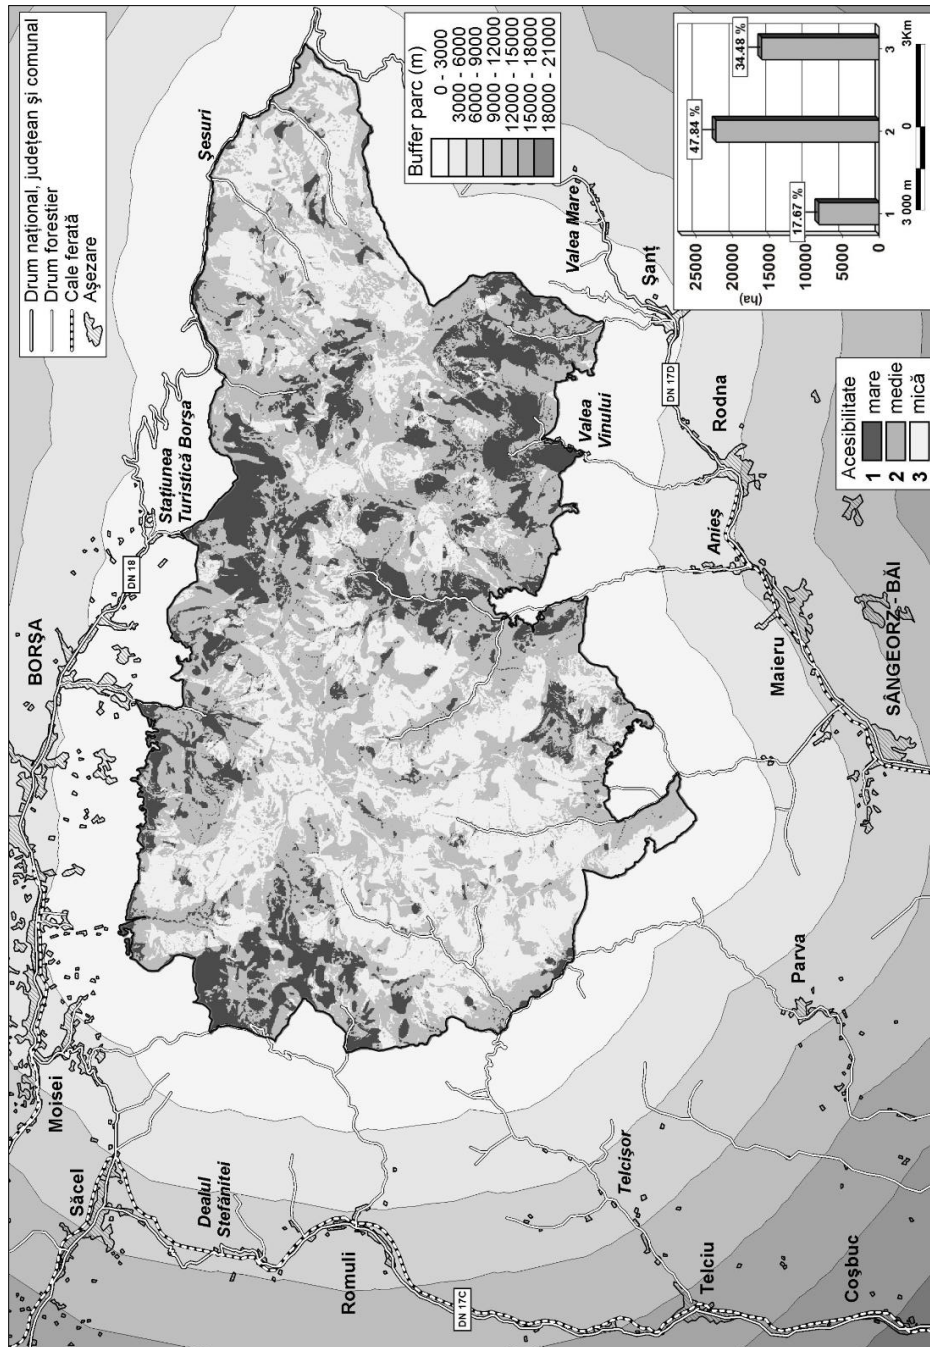 Drum național, județean și comunal
Drum forestier
Cale ferată
Așezare
Buffer parc (m)
0 - 3000
3000 - 6000
6000 - 9000
9000 - 12000
12000 - 15000
15000 - 18000
18000 - 21000
Acesibilitate
1 mare
2 medie
3 mică
25000
20000
15000
10000
5000
0
(ha)
17.67 %
47.84 %
34.48 %
1
2
3
3 000 m
0
3Km
Săcel
Moisei
BORȘA
DN 18
Stațiunea
Turistică Borșa
Șesuri
Dealul
Ștefăniței
Romuli
DN 17C
Telcișor
Telciu
Coșbuc
Parva
SÂNGEORZ-BĂI
Maieru
Anieș
Rodna
DN 17D
Valea
Vinului
Șanț
Valea Mare